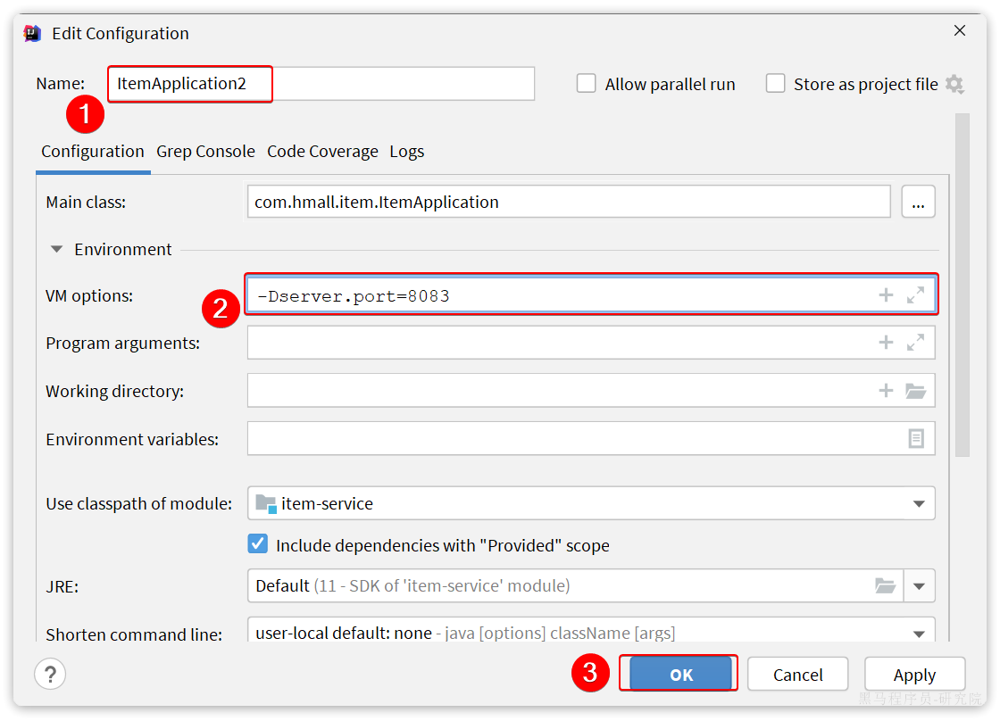 Edit Configuration
Name: ItemApplication2 Allow parallel run Store as project file
1
Configuration Grep Console Code Coverage Logs
Main class: com.hmall.item.ItemApplication ...
Environment
VM options: -Dserver.port=8083
2
Program arguments:
Working directory:
Environment variables:
Use classpath of module: item-service
Include dependencies with "Provided" scope
JRE: Default (11 - SDK of 'item-service' module)
Shorten command line: user-local default: none - java [options] className [args]
? 3 OK Cancel Apply
黑马程序员-研究院